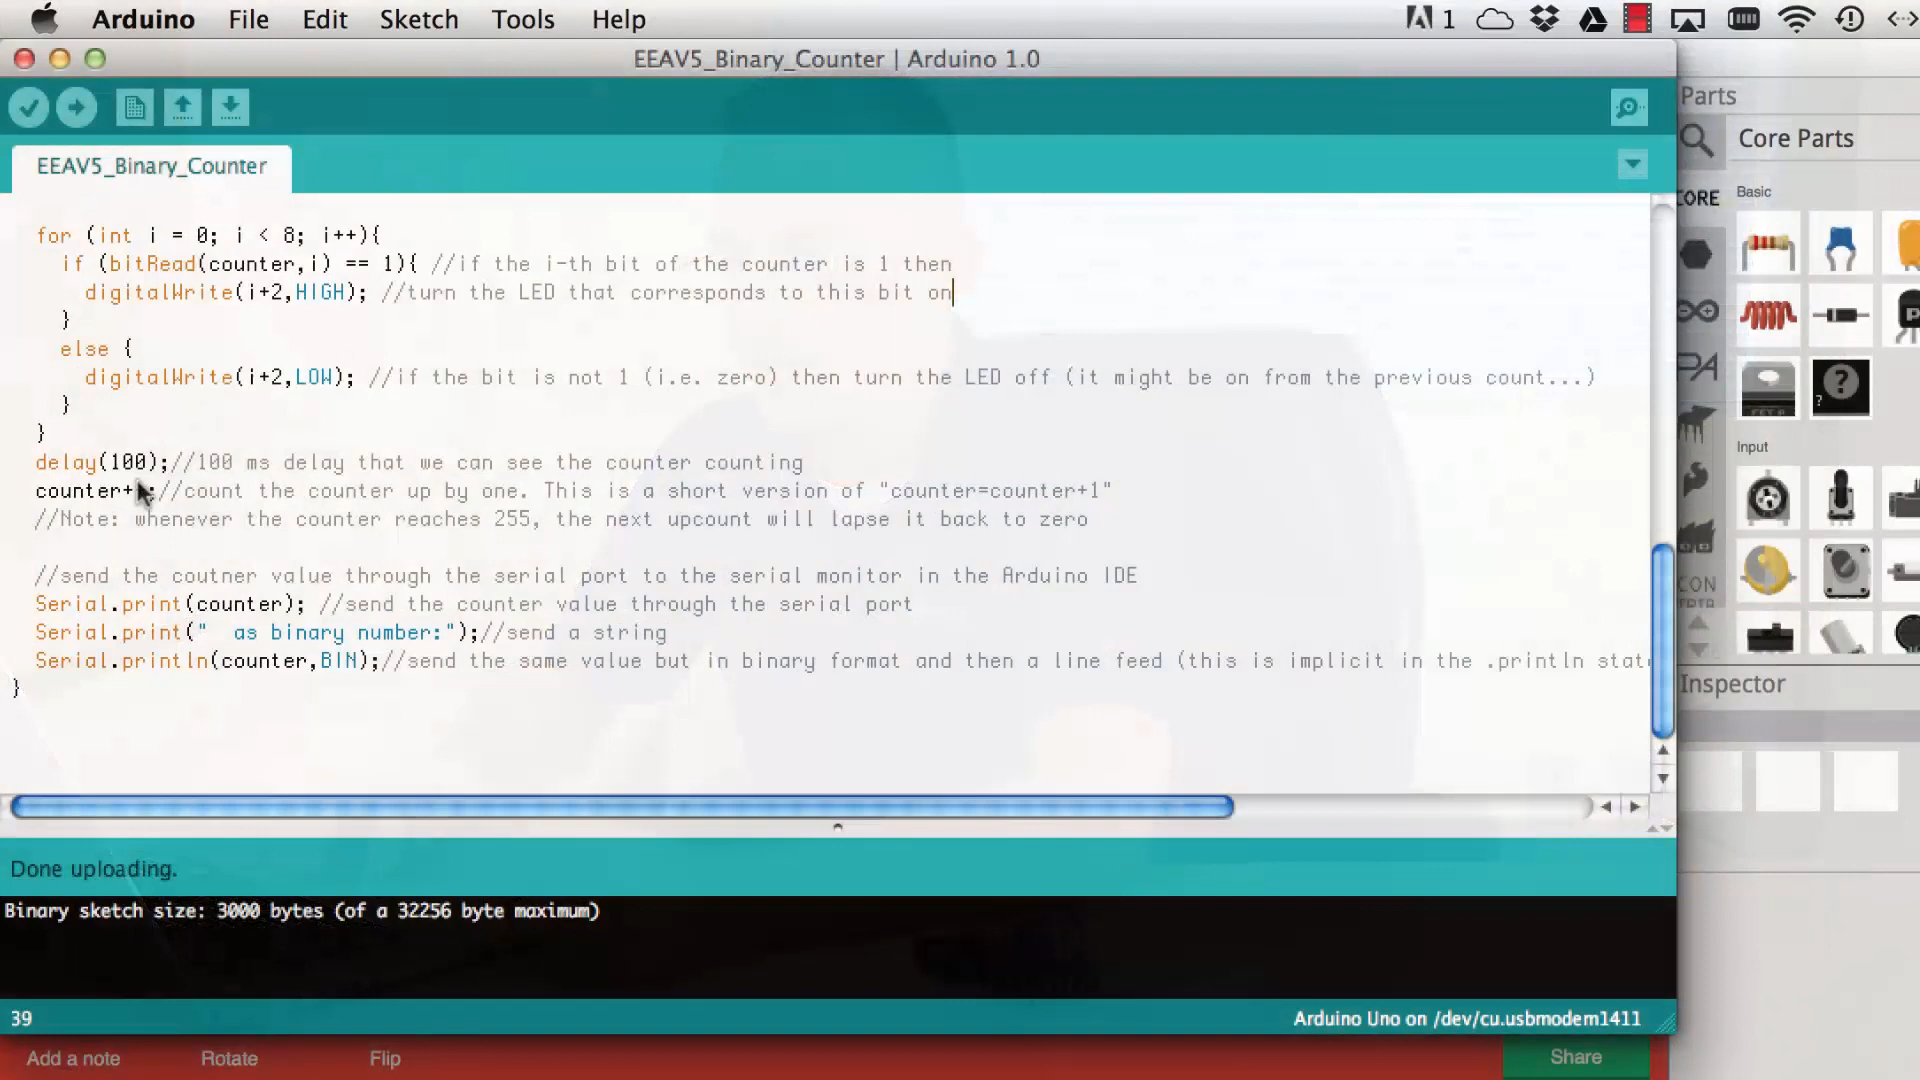 Arduino File Edit Sketch Tools Help
1
EEAV5_Binary_Counter | Arduino 1.0
EEAV5_Binary_Counter
for (int i = 0; i < 8; i++){
if (bitRead(counter,i) == 1){ //if the i-th bit of the counter is 1 then
digitalWrite(i+2,HIGH); //turn the LED that corresponds to this bit on
}
else {
digitalWrite(i+2,LOW); //if the bit is not 1 (i.e. zero) then turn the LED off (it might be on from the previous count...)
}
}
delay(100);//100 ms delay that we can see the counter counting
counter+ ;//count the counter up by one. This is a short version of "counter=counter+1"
//Note: whenever the counter reaches 255, the next upcount will lapse it back to zero
//send the coutner value through the serial port to the serial monitor in the Arduino IDE
Serial.print(counter); //send the counter value through the serial port
Serial.print("  as binary number:");//send a string
Serial.println(counter,BIN);//send the same value but in binary format and then a line feed (this is implicit in the .println stat
}
Done uploading.
Binary sketch size: 3000 bytes (of a 32256 byte maximum)
39
Arduino Uno on /dev/cu.usbmodem1411
Add a note Rotate Flip Share
Parts
Core Parts
CORE
Basic
PA
?
?
Input
CON
Inspector